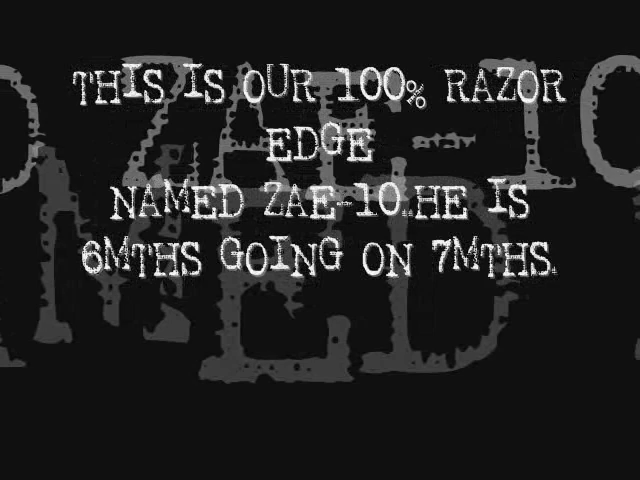 THIS IS OUR 100% RAZOR
EDGE
NAMED ZAE-10..HE IS
6MTHS GOING ON 7MTHS.